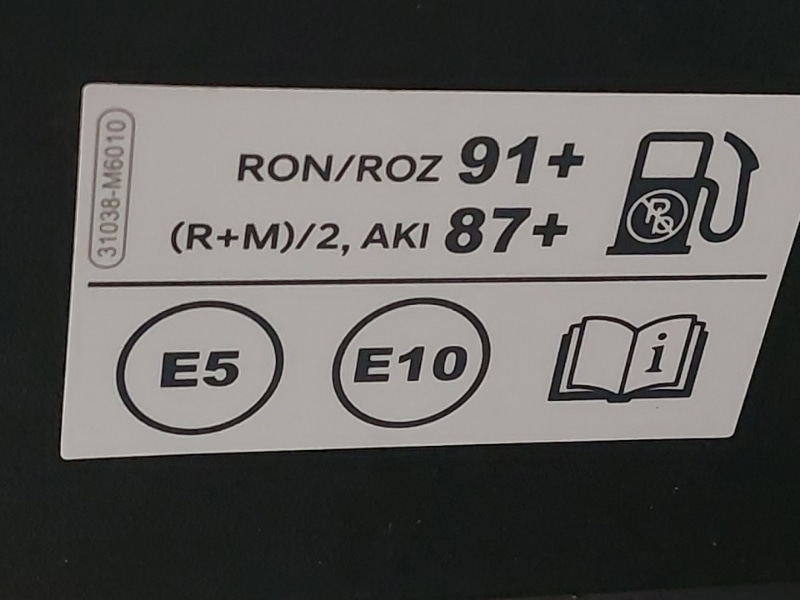 31038-M6010
RON/ROZ 91+
(R+M)/2, AKI 87+
Pb
E5 E10 i